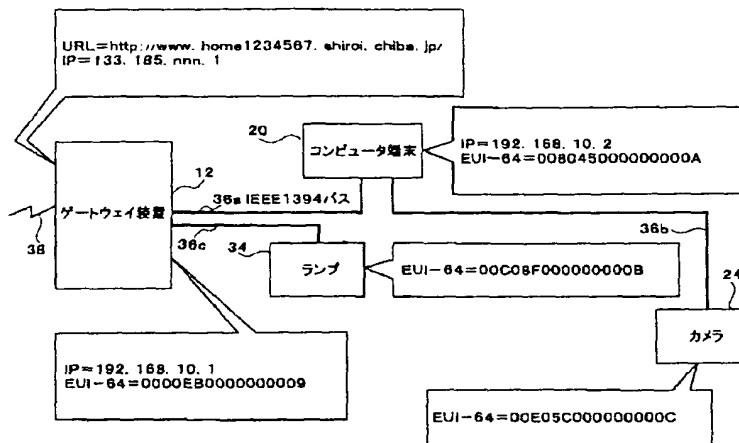 URL=http://www.home1234567.shiroi.chiba.jp/
IP=133.185.nnn.1
20
コンピュータ端末
IP=192.168.10.2
EUI-64=008045000000000A
12
ゲートウェイ装置
36a IEEE1394バス
36c
38
34
ランプ
EUI-64=00C08F000000000B
36b
24
カメラ
IP=192.168.10.1
EUI-64=0000EB0000000009
EUI-64=00E05C000000000C